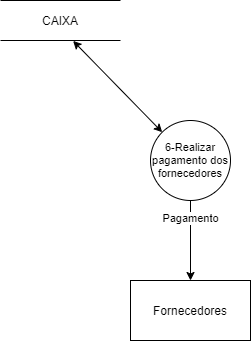 CAIXA
6-Realizar
pagamento dos
fornecedores
Pagamento
Fornecedores